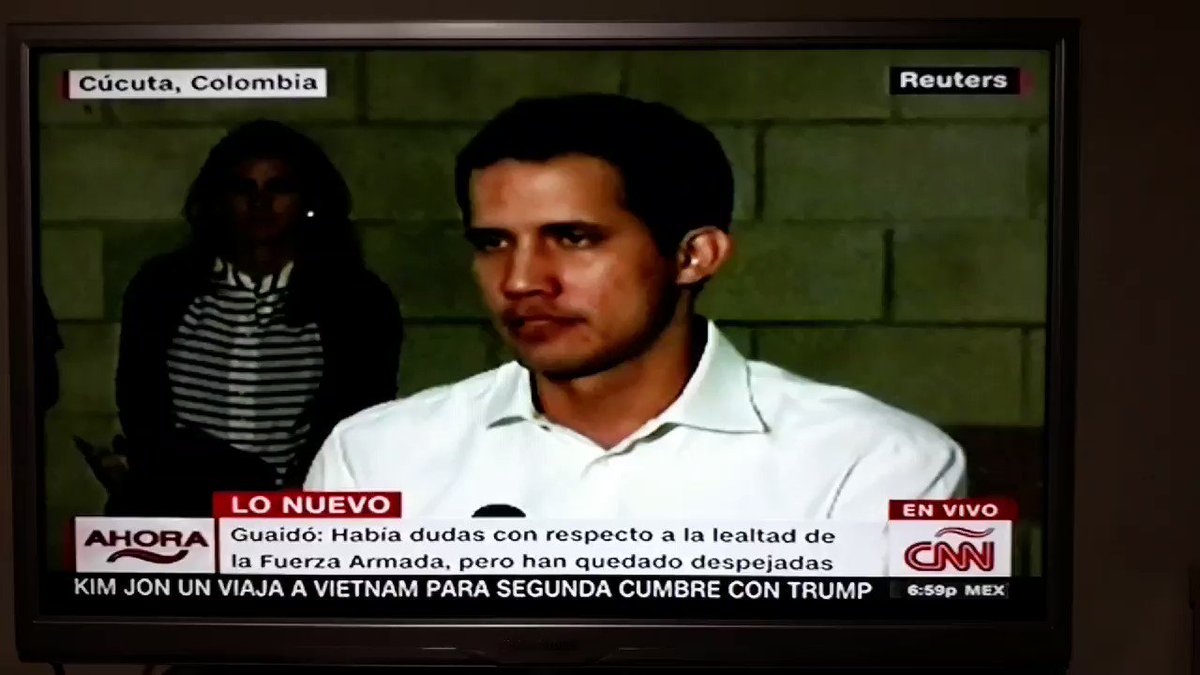 Cúcuta, Colombia
Reuters
LO NUEVO
EN VIVO
AHORA
Guaidó: Había dudas con respecto a la lealtad de
la Fuerza Armada, pero han quedado despejadas
CNN
KIM JON UN VIAJA A VIETNAM PARA SEGUNDA CUMBRE CON TRUMP
6:59p MEX